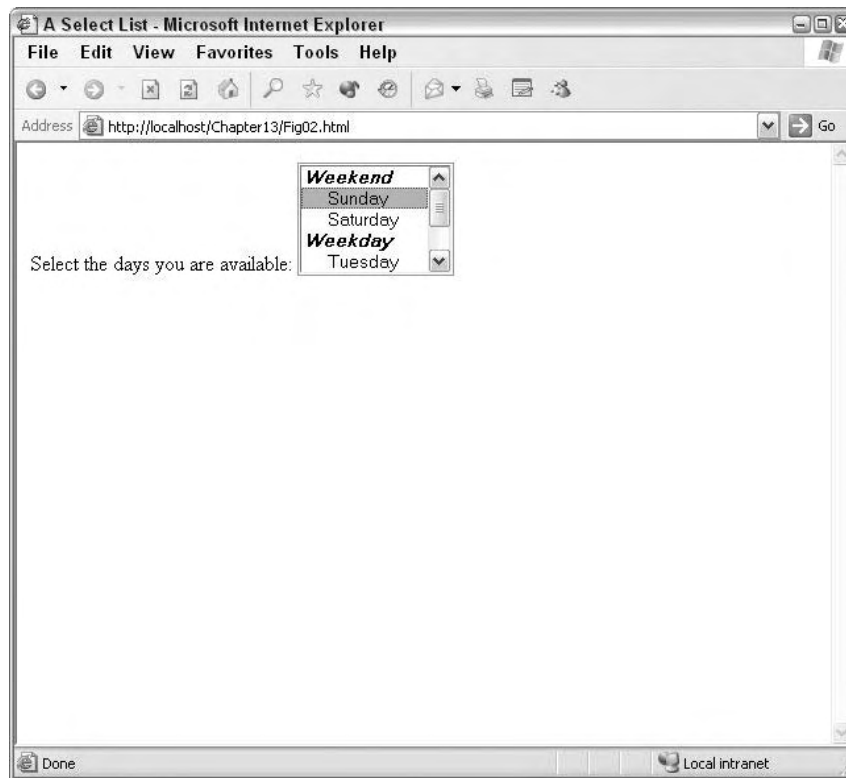 A Select List - Microsoft Internet Explorer
File Edit View Favorites Tools Help
Address http://localhost/Chapter13/Fig02.html Go
Weekend
Sunday
Saturday
Weekday
Select the days you are available: Tuesday
Done Local intranet